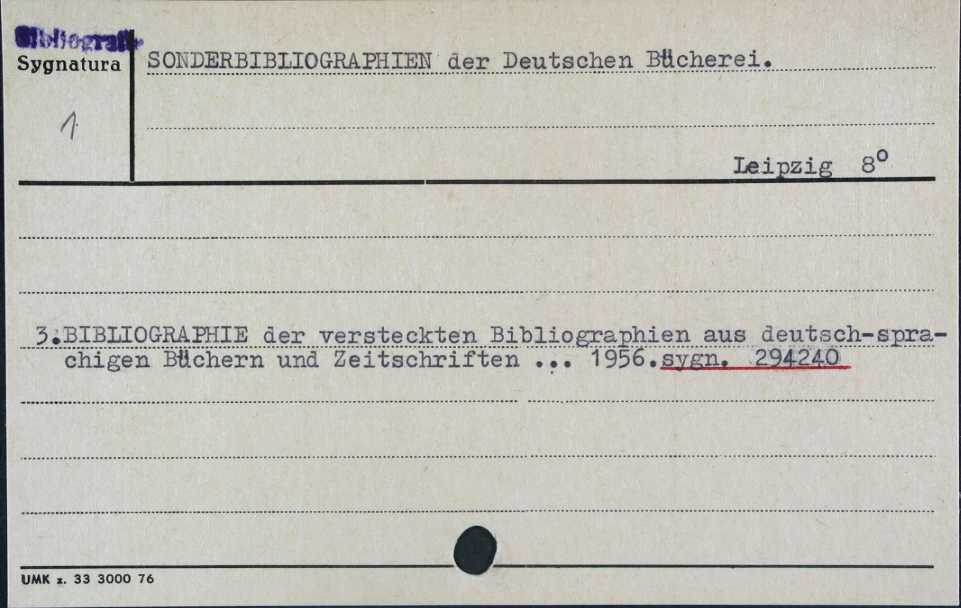 Bibliografie
Sygnatura
SONDERBIBLIOGRAPHIEN der Deutschen Bücherei.
1
Leipzig 8°
3.BIBLIOGRAPHIE der versteckten Bibliographien aus deutsch-spra-
chigen Büchern und Zeitschriften ... 1956.sygn. 294240
UMK z. 33 3000 76